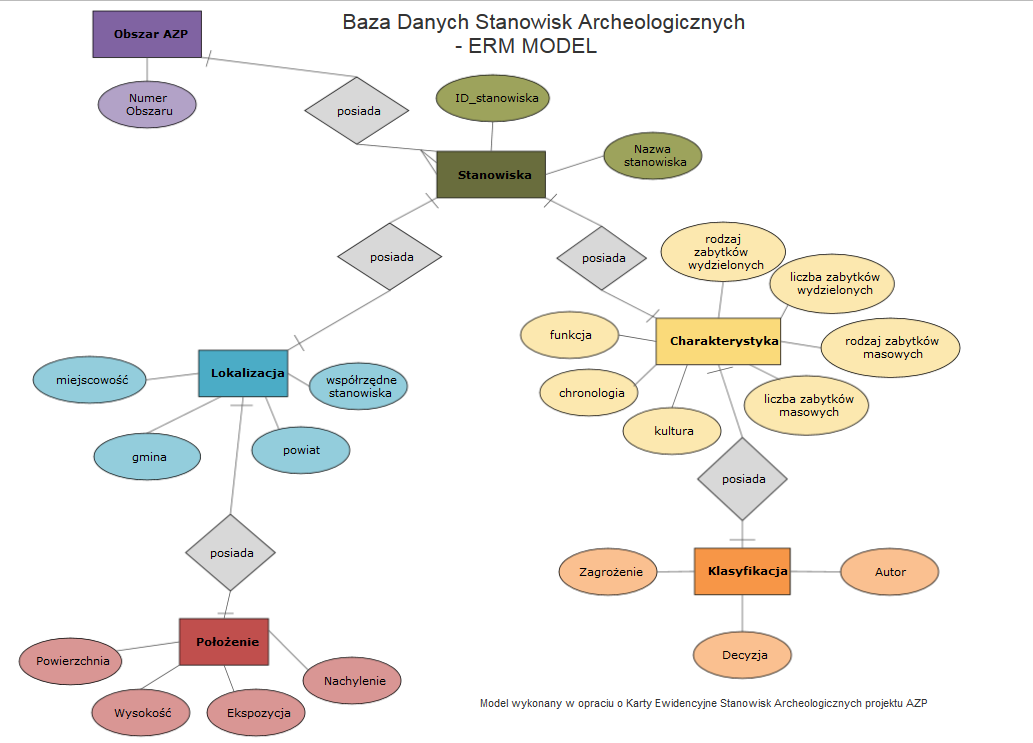 Baza Danych Stanowisk Archeologicznych
- ERM MODEL
Obszar AZP
Numer
Obszaru
posiada
ID_stanowiska
Nazwa
stanowiska
Stanowiska
posiada
posiada
rodzaj
zabytków
wydzielonych
liczba zabytków
wydzielonych
funkcja
Charakterystyka
rodzaj zabytków
masowych
chronologia
kultura
liczba zabytków
masowych
miejscowość
Lokalizacja
współrzędne
stanowiska
gmina
powiat
posiada
posiada
Zagrożenie
Klasyfikacja
Autor
Decyzja
Położenie
Powierzchnia
Wysokość
Ekspozycja
Nachylenie
Model wykonany w opraciu o Karty Ewidencyjne Stanowisk Archeologicznych projektu AZP